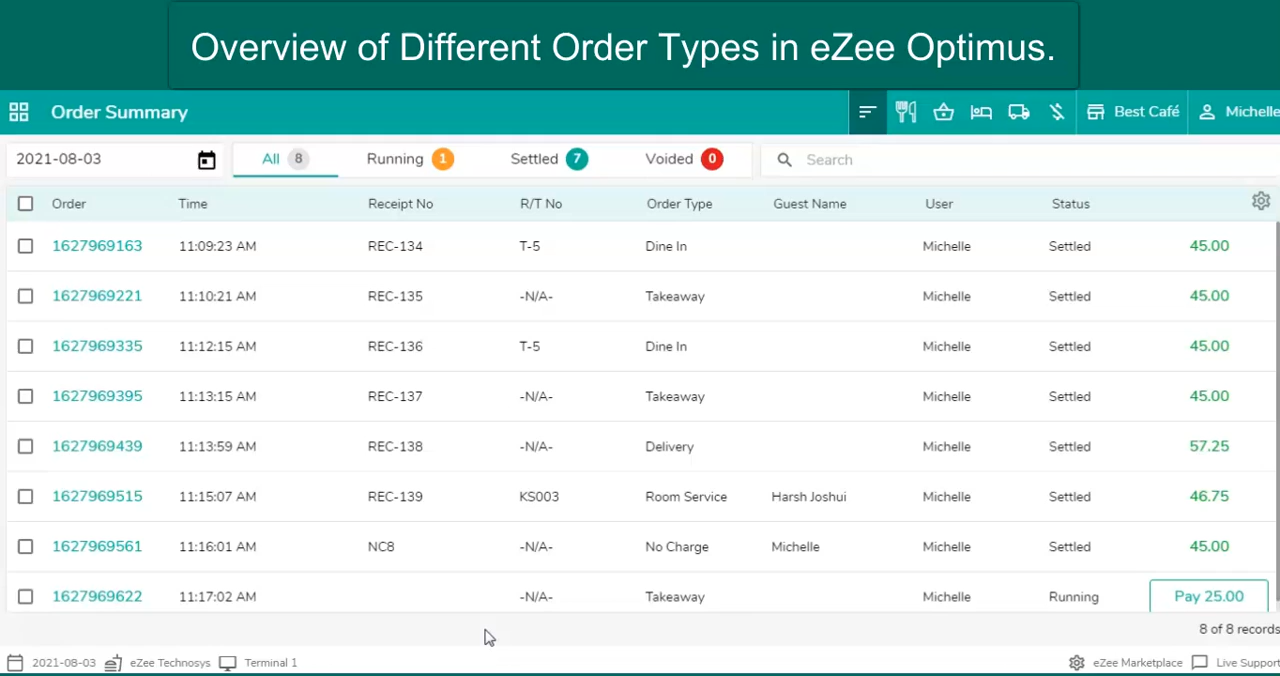 Overview of Different Order Types in eZee Optimus.
Order Summary Best Café Michelle
2021-08-03 All 8 Running 1 Settled 7 Voided 0 Search
Order Time Receipt No R/T No Order Type Guest Name User Status
1627969163 11:09:23 AM REC-134 T-5 Dine In Michelle Settled 45.00
1627969221 11:10:21 AM REC-135 -N/A- Takeaway Michelle Settled 45.00
1627969335 11:12:15 AM REC-136 T-5 Dine In Michelle Settled 45.00
1627969395 11:13:15 AM REC-137 -N/A- Takeaway Michelle Settled 45.00
1627969439 11:13:59 AM REC-138 -N/A- Delivery Michelle Settled 57.25
1627969515 11:15:07 AM REC-139 KS003 Room Service Harsh Joshui Michelle Settled 46.75
1627969561 11:16:01 AM NC8 -N/A- No Charge Michelle Michelle Settled 45.00
1627969622 11:17:02 AM -N/A- Takeaway Michelle Running Pay 25.00
8 of 8 records
2021-08-03 eZee Technosys Terminal 1 eZee Marketplace Live Support